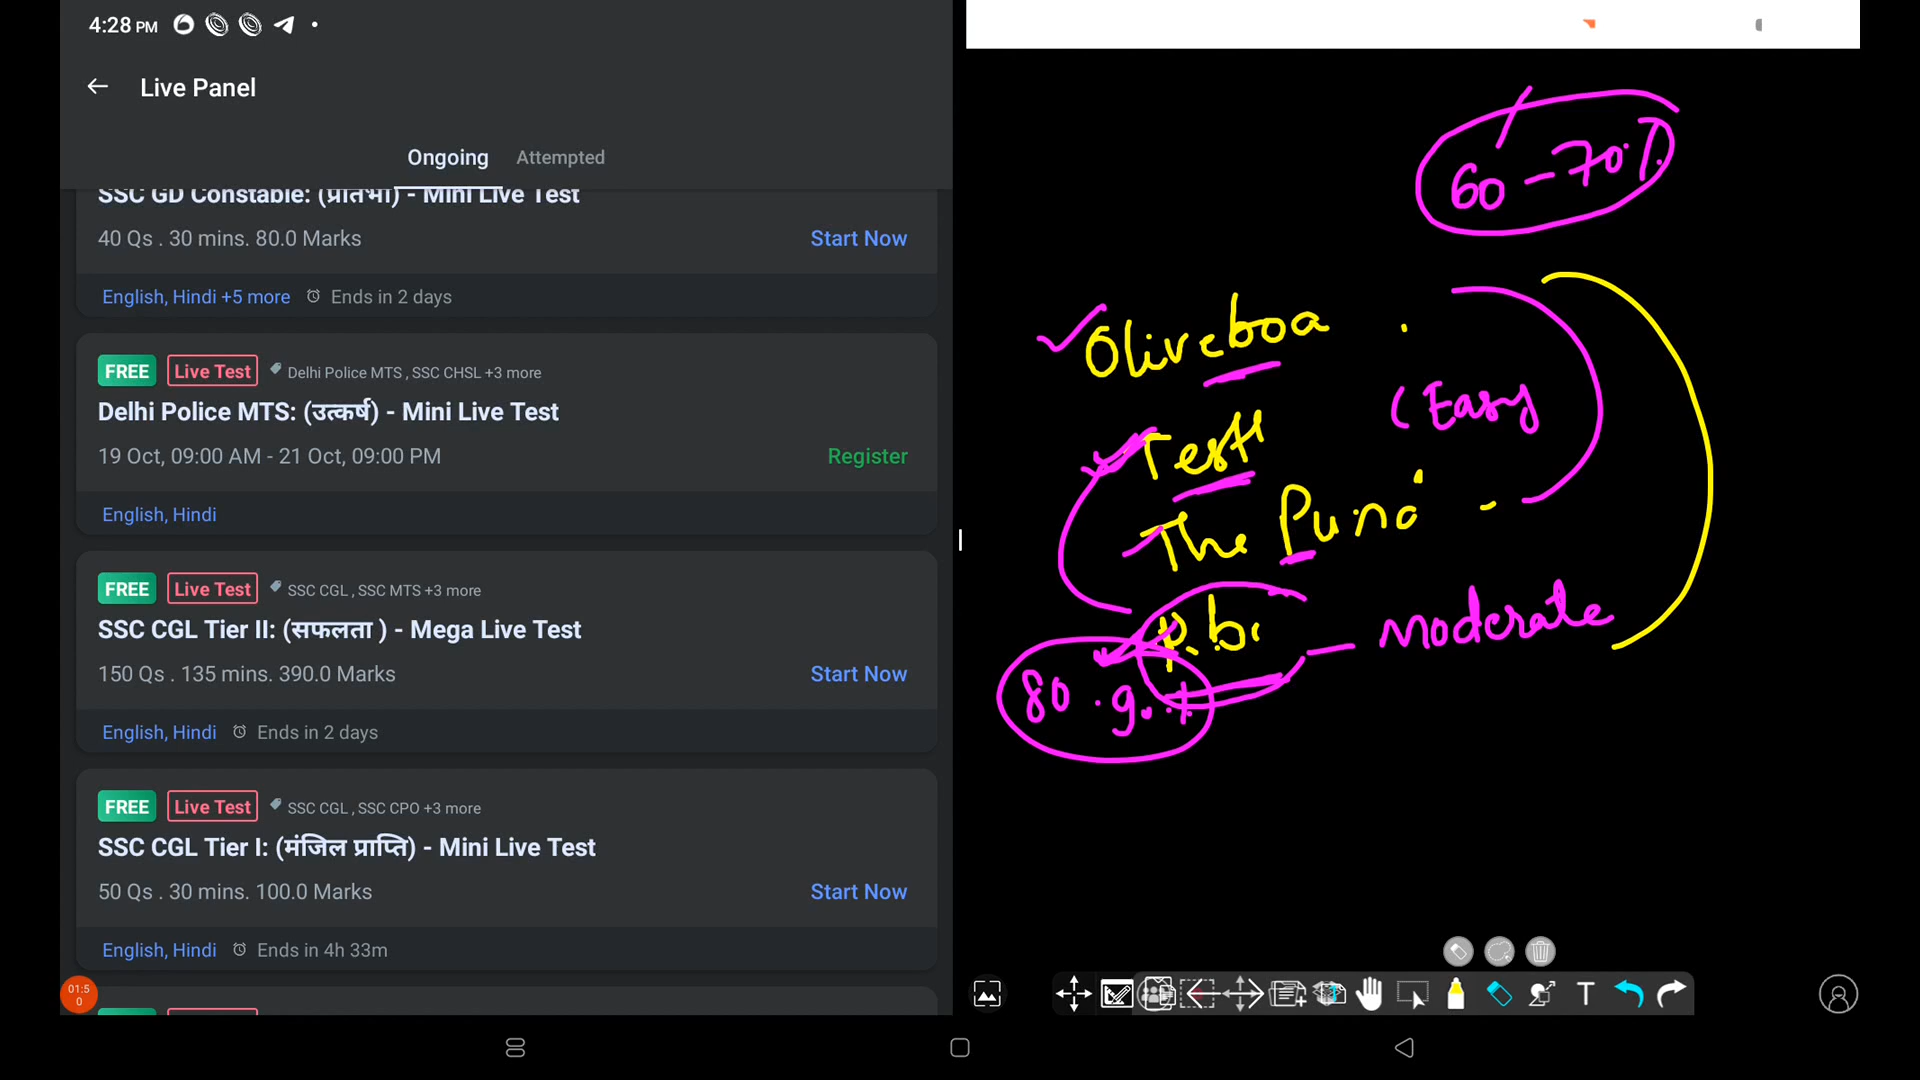 4:28 PM
Live Panel
Ongoing Attempted
SSC GD Constable: (प्रतिभा) - Mini Live Test
40 Qs . 30 mins. 80.0 Marks Start Now
English, Hindi +5 more Ends in 2 days
FREE Live Test Delhi Police MTS , SSC CHSL +3 more
Delhi Police MTS: (उत्कर्ष) - Mini Live Test
19 Oct, 09:00 AM - 21 Oct, 09:00 PM Register
English, Hindi
FREE Live Test SSC CGL , SSC MTS +3 more
SSC CGL Tier II: (सफलता ) - Mega Live Test
150 Qs . 135 mins. 390.0 Marks Start Now
English, Hindi Ends in 2 days
FREE Live Test SSC CGL , SSC CPO +3 more
SSC CGL Tier I: (मंजिल प्राप्ति) - Mini Live Test
50 Qs . 30 mins. 100.0 Marks Start Now
English, Hindi Ends in 4h 33m
01:5
0
60 - 70%
Oliveboa
(Easy
Test
The Pund
moderate
80
T